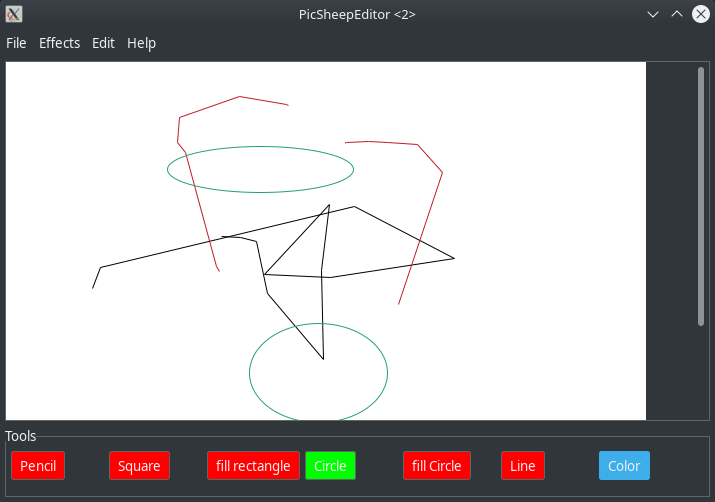 PicSheepEditor <2>
File Effects Edit Help
Tools
Pencil Square fill rectangle Circle fill Circle Line Color